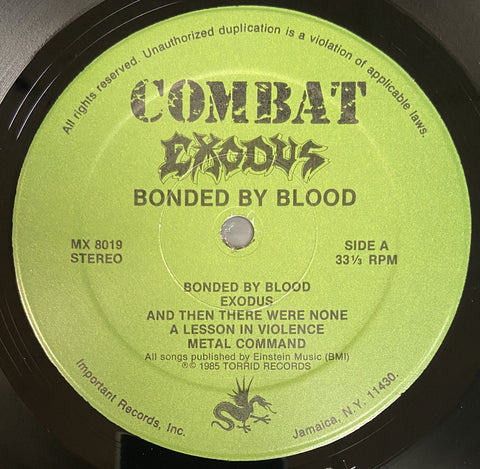 All rights reserved. Unauthorized duplication is a violation of applicable laws.
COMBAT
EXODUS
BONDED BY BLOOD
MX 8019
STEREO
SIDE A
33 1/3 RPM
BONDED BY BLOOD
EXODUS
AND THEN THERE WERE NONE
A LESSON IN VIOLENCE
METAL COMMAND
All songs published by Einstein Music (BMI)
℗© 1985 TORRID RECORDS
Important Records, Inc.
Jamaica, N.Y. 11430.